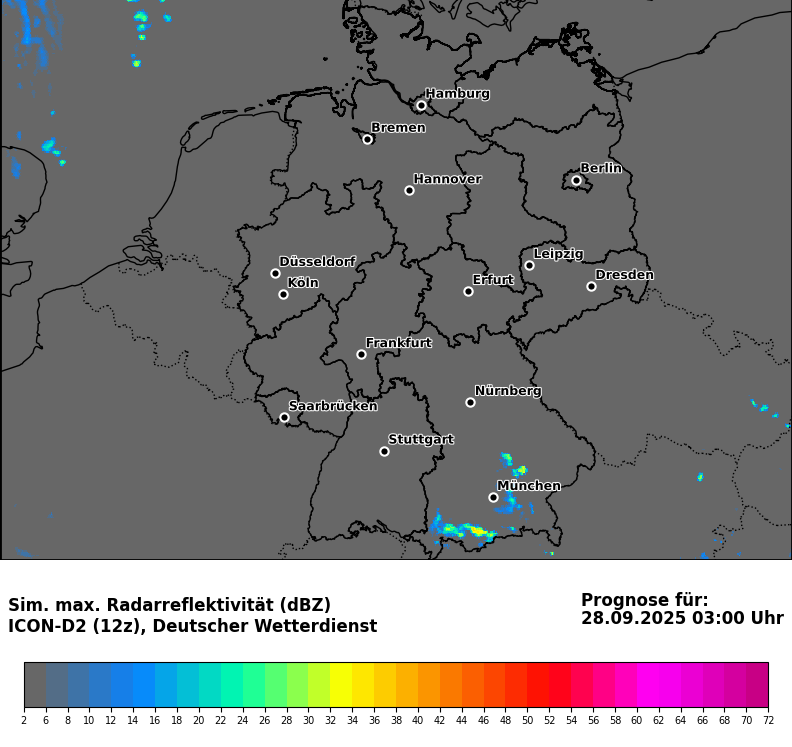 Hamburg
Bremen
Berlin
Hannover
Leipzig
Düsseldorf
Dresden
Erfurt
Köln
Frankfurt
Nürnberg
Saarbrücken
Stuttgart
München
Sim. max. Radarreflektivität (dBZ)
ICON-D2 (12z), Deutscher Wetterdienst
Prognose für:
28.09.2025 03:00 Uhr
2 6 8 10 12 14 16 18 20 22 24 26 28 30 32 34 36 38 40 42 44 46 48 50 52 54 56 58 60 62 64 66 68 70 72